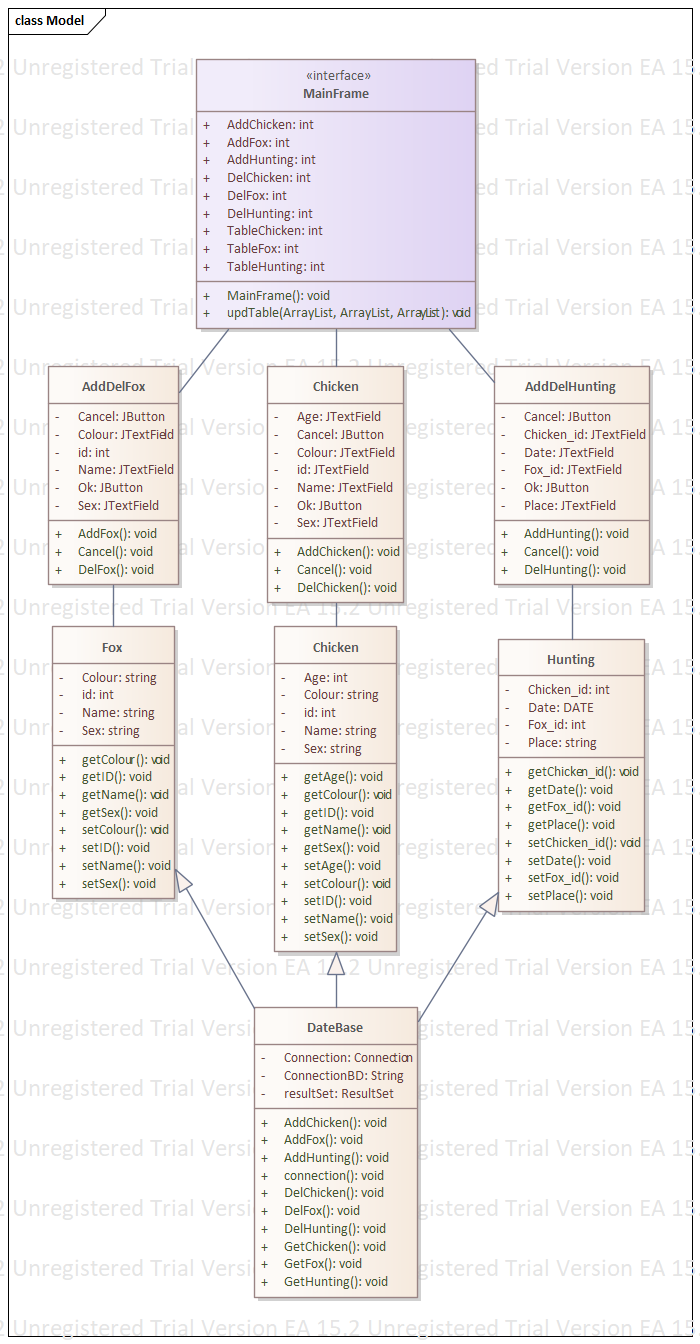 class Model
«interface»
MainFrame
+ AddChicken: int
+ AddFox: int
+ AddHunting: int
+ DelChicken: int
+ DelFox: int
+ DelHunting: int
+ TableChicken: int
+ TableFox: int
+ TableHunting: int
+ MainFrame(): void
+ updTable(ArrayList, ArrayList, ArrayList): void
AddDelFox
- Cancel: JButton
- Colour: JTextField
- id: int
- Name: JTextField
- Ok: JButton
- Sex: JTextField
+ AddFox(): void
+ Cancel(): void
+ DelFox(): void
Chicken
- Age: JTextField
- Cancel: JButton
- Colour: JTextField
- id: JTextField
- Name: JTextField
- Ok: JButton
- Sex: JTextField
+ AddChicken(): void
+ Cancel(): void
+ DelChicken(): void
AddDelHunting
- Cancel: JButton
- Chicken_id: JTextField
- Date: JTextField
- Fox_id: JTextField
- Ok: JButton
- Place: JTextField
+ AddHunting(): void
+ Cancel(): void
+ DelHunting(): void
Fox
- Colour: string
- id: int
- Name: string
- Sex: string
+ getColour(): void
+ getID(): void
+ getName(): void
+ getSex(): void
+ setColour(): void
+ setID(): void
+ setName(): void
+ setSex(): void
Chicken
- Age: int
- Colour: string
- id: int
- Name: string
- Sex: string
+ getAge(): void
+ getColour(): void
+ getID(): void
+ getName(): void
+ getSex(): void
+ setAge(): void
+ setColour(): void
+ setID(): void
+ setName(): void
+ setSex(): void
Hunting
- Chicken_id: int
- Date: DATE
- Fox_id: int
- Place: string
+ getChicken_id(): void
+ getDate(): void
+ getFox_id(): void
+ getPlace(): void
+ setChicken_id(): void
+ setDate(): void
+ setFox_id(): void
+ setPlace(): void
DateBase
- Connection: Connection
- ConnectionBD: String
- resultSet: ResultSet
+ AddChicken(): void
+ AddFox(): void
+ AddHunting(): void
+ connection(): void
+ DelChicken(): void
+ DelFox(): void
+ DelHunting(): void
+ GetChicken(): void
+ GetFox(): void
+ GetHunting(): void
Unregistered Trial Version EA 15.2 Unregistered Trial Version EA 15